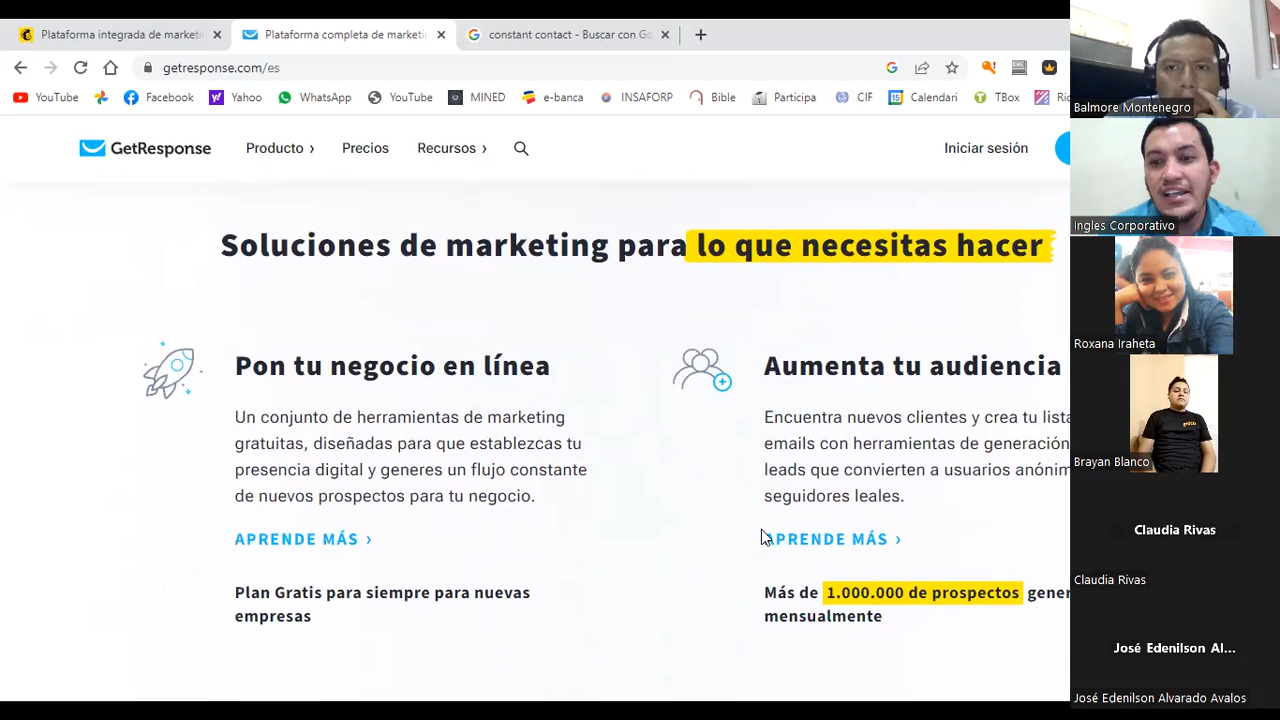 Plataforma integrada de marketi
Plataforma completa de marketi
constant contact - Buscar con Go
getresponse.com/es
YouTube
Facebook
Yahoo
WhatsApp
YouTube
MINED
e-banca
INSAFORP
Bible
Participa
CIF
Calendari
TBox
GetResponse
Producto
Precios
Recursos
Iniciar sesión
Soluciones de marketing para lo que necesitas hacer
Pon tu negocio en línea
Un conjunto de herramientas de marketing
gratuitas, diseñadas para que establezcas tu
presencia digital y generes un flujo constante
de nuevos prospectos para tu negocio.
APRENDE MÁS ›
Plan Gratis para siempre para nuevas
empresas
Aumenta tu audiencia
Encuentra nuevos clientes y crea tu lista
emails con herramientas de generación
leads que convierten a usuarios anónim
seguidores leales.
APRENDE MÁS ›
Más de 1.000.000 de prospectos gener
mensualmente
Balmore Montenegro
Ingles Corporativo
Roxana Iraheta
Brayan Blanco
Claudia Rivas
Claudia Rivas
José Edenilson Al...
José Edenilson Alvarado Avalos